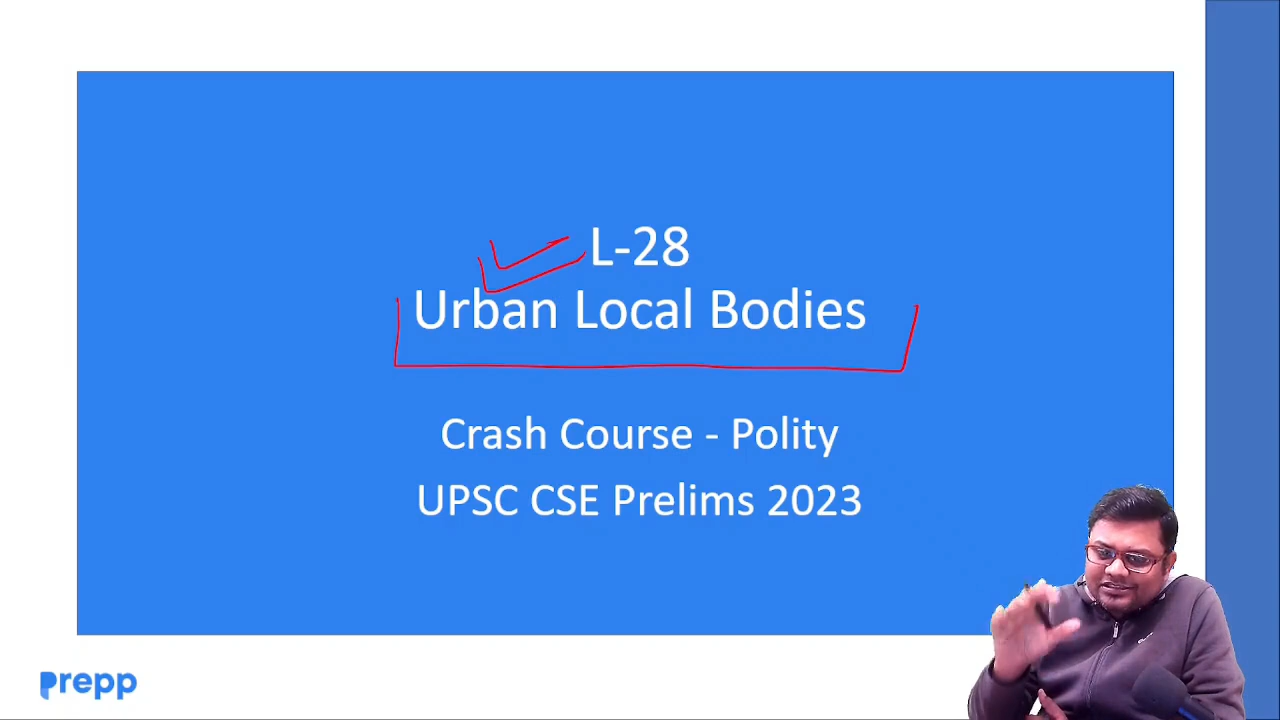 L-28
Urban Local Bodies
Crash Course - Polity
UPSC CSE Prelims 2023
prepp